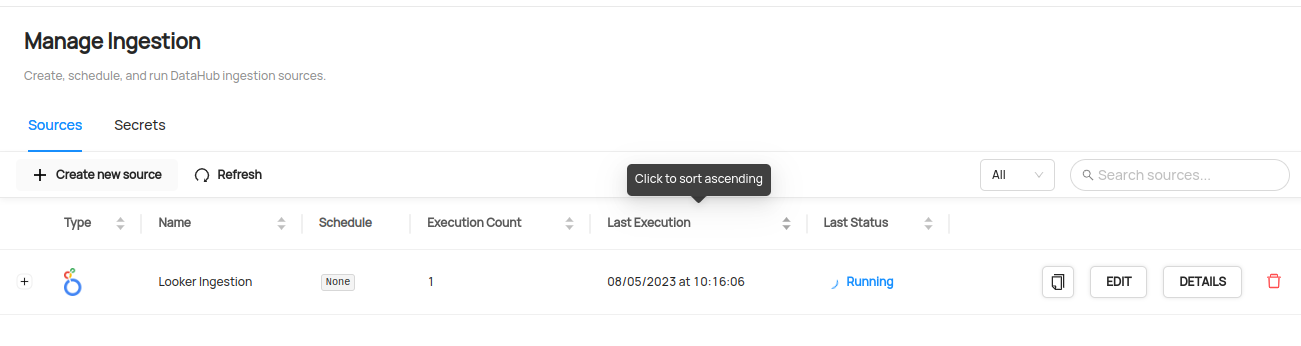 Manage Ingestion
Create, schedule, and run DataHub ingestion sources.
Sources Secrets
Create new source Refresh Click to sort ascending All Search sources...
Type Name Schedule Execution Count Last Execution Last Status
Looker Ingestion None 1 08/05/2023 at 10:16:06 Running EDIT DETAILS